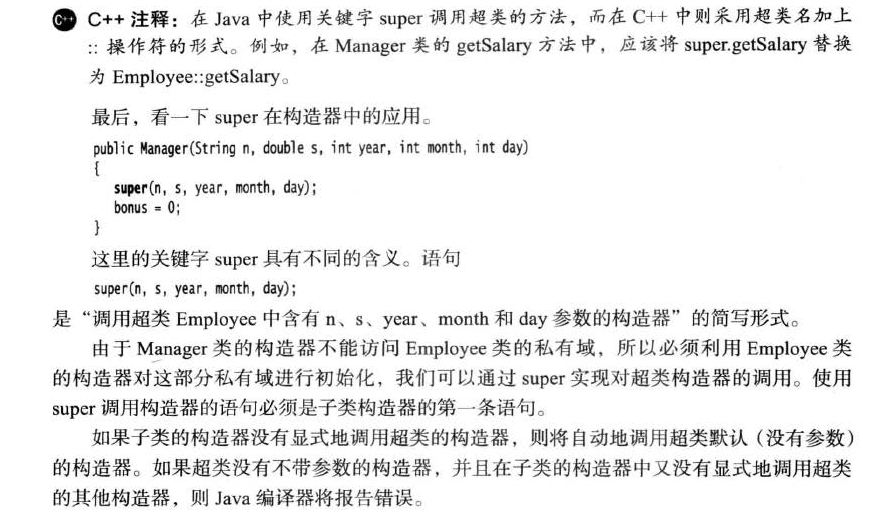 C++ C++ 注释：在 Java 中使用关键字 super 调用超类的方法，而在 C++ 中则采用超类名加上
:: 操作符的形式。例如，在 Manager 类的 getSalary 方法中，应该将 super.getSalary 替换
为 Employee::getSalary。
最后，看一下 super 在构造器中的应用。
public Manager(String n, double s, int year, int month, int day)
{
super(n, s, year, month, day);
bonus = 0;
}
这里的关键字 super 具有不同的含义。语句
super(n, s, year, month, day);
是“调用超类 Employee 中含有 n、s、year、month 和 day 参数的构造器”的简写形式。
由于 Manager 类的构造器不能访问 Employee 类的私有域，所以必须利用 Employee 类
的构造器对这部分私有域进行初始化，我们可以通过 super 实现对超类构造器的调用。使用
super 调用构造器的语句必须是子类构造器的第一条语句。
如果子类的构造器没有显式地调用超类的构造器，则将自动地调用超类默认（没有参数）
的构造器。如果超类没有不带参数的构造器，并且在子类的构造器中又没有显式地调用超类
的其他构造器，则 Java 编译器将报告错误。